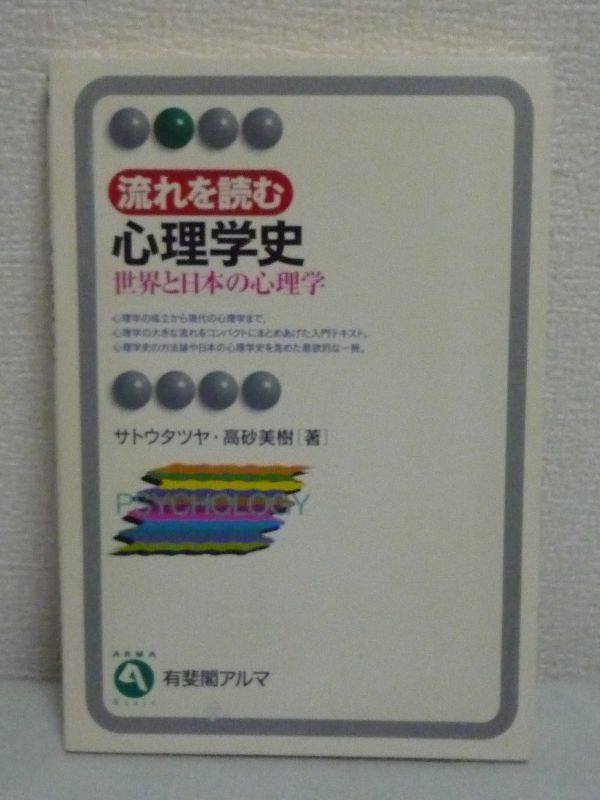 流れを読む
心理学史
世界と日本の心理学
心理学の成立から現代の心理学まで、
心理学の大きな流れをコンパクトにまとめあげた入門テキスト。
心理学史の方法論や日本の心理学史を含めた意欲的な一冊。
サトウタツヤ・高砂美樹[著]
PSYCHOLOGY
ARMA
有斐閣アルマ
Basic